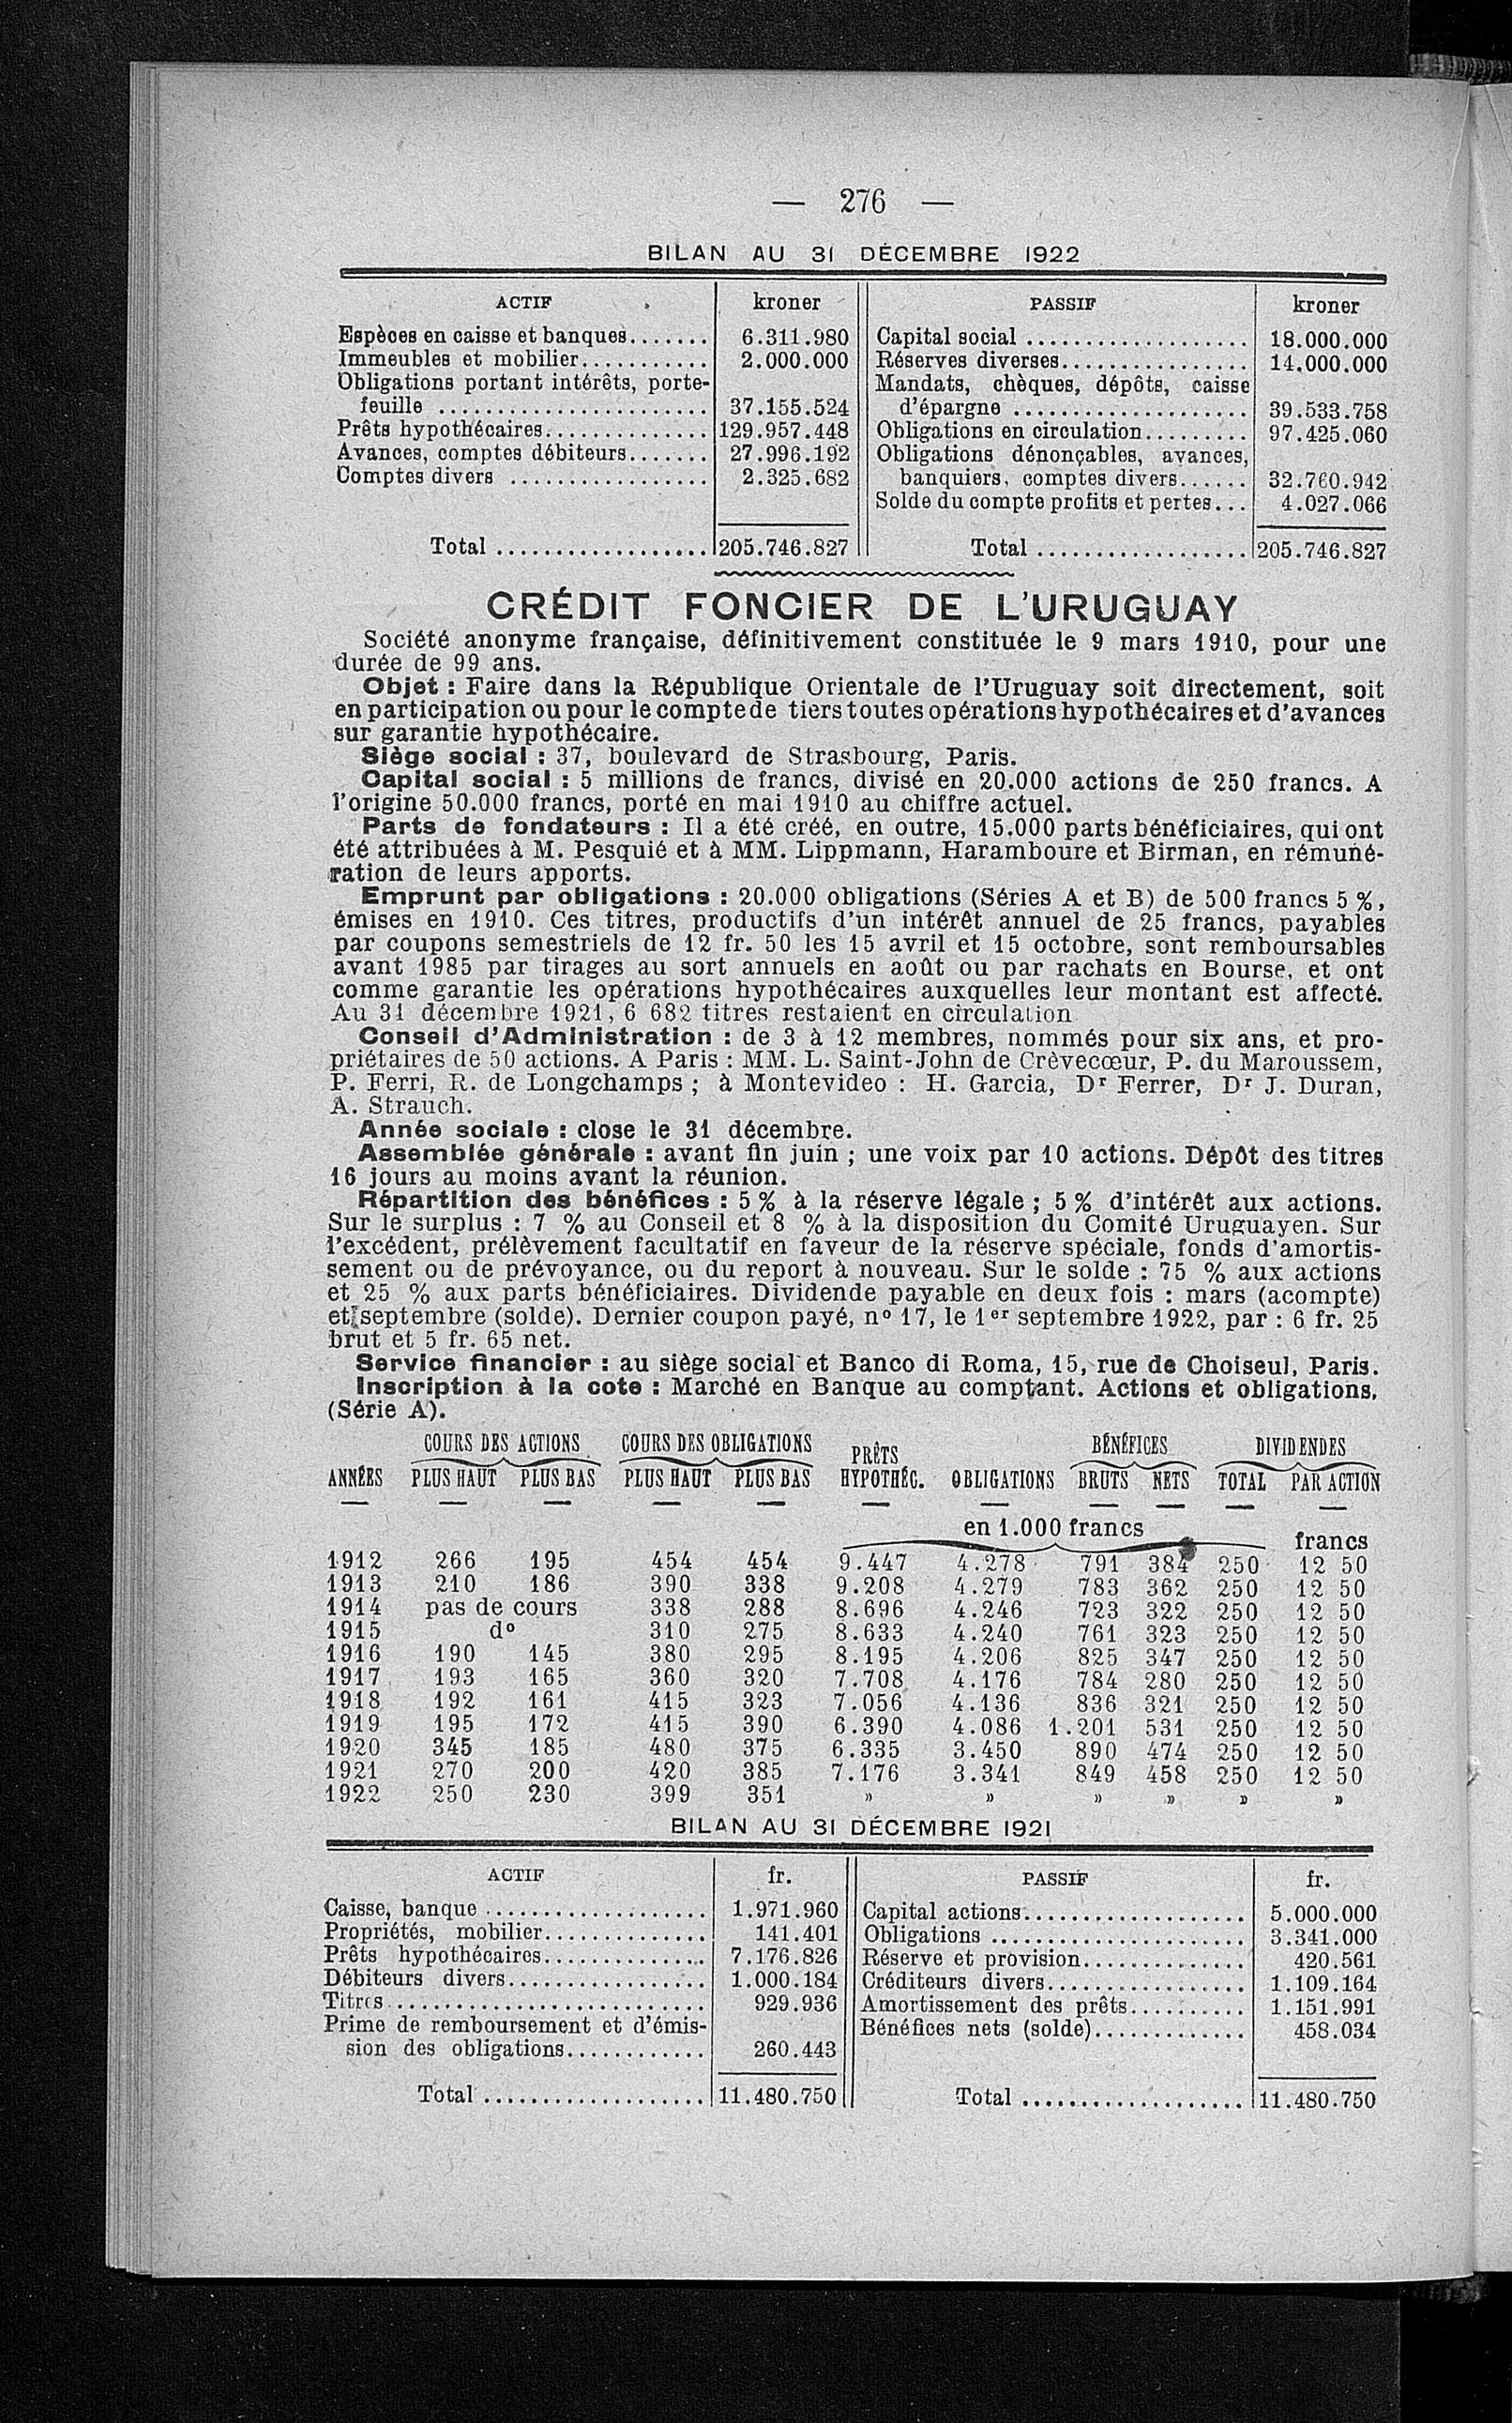 — 276 —
BILAN AU 31 DÉCEMBRE 1922
ACTIF kroner PASSIF kroner
Espèces en caisse et banques....... 6.311.980 Capital social ................... 18.000.000
Immeubles et mobilier........... 2.000.000 Réserves diverses................ 14.000.000
Obligations portant intérêts, porte- Mandats, chèques, dépôts, caisse
feuille ....................... 37.155.524 d'épargne .................... 39.533.758
Prêts hypothécaires.............. 129.957.448 Obligations en circulation......... 97.425.060
Avances, comptes débiteurs....... 27.996.192 Obligations dénonçables, avances,
Comptes divers ................. 2.325.682 banquiers, comptes divers...... 32.760.942
Solde du compte profits et pertes... 4.027.066
Total .................. 205.746.827 Total .................. 205.746.827
CRÉDIT FONCIER DE L'URUGUAY
Société anonyme française, définitivement constituée le 9 mars 1910, pour une
durée de 99 ans.
Objet : Faire dans la République Orientale de l'Uruguay soit directement, soit
en participation ou pour le compte de tiers toutes opérations hypothécaires et d'avances
sur garantie hypothécaire.
Siège social : 37, boulevard de Strasbourg, Paris.
Capital social : 5 millions de francs, divisé en 20.000 actions de 250 francs. A
l'origine 50.000 francs, porté en mai 1910 au chiffre actuel.
Parts de fondateurs : Il a été créé, en outre, 15.000 parts bénéficiaires, qui ont
été attribuées à M. Pesquié et à MM. Lippmann, Haramboure et Birman, en rémuné-
ration de leurs apports.
Emprunt par obligations : 20.000 obligations (Séries A et B) de 500 francs 5 %,
émises en 1910. Ces titres, productifs d'un intérêt annuel de 25 francs, payables
par coupons semestriels de 12 fr. 50 les 15 avril et 15 octobre, sont remboursables
avant 1985 par tirages au sort annuels en août ou par rachats en Bourse, et ont
comme garantie les opérations hypothécaires auxquelles leur montant est affecté.
Au 31 décembre 1921, 6 682 titres restaient en circulation
Conseil d'Administration : de 3 à 12 membres, nommés pour six ans, et pro-
priétaires de 50 actions. A Paris : MM. L. Saint-John de Crèvecœur, P. du Maroussem,
P. Ferri, R. de Longchamps ; à Montevideo : H. Garcia, Dr Ferrer, Dr J. Duran,
A. Strauch.
Année sociale : close le 31 décembre.
Assemblée générale : avant fin juin ; une voix par 10 actions. Dépôt des titres
16 jours au moins avant la réunion.
Répartition des bénéfices : 5 % à la réserve légale ; 5 % d'intérêt aux actions.
Sur le surplus : 7 % au Conseil et 8 % à la disposition du Comité Uruguayen. Sur
l'excédent, prélèvement facultatif en faveur de la réserve spéciale, fonds d'amortis-
sement ou de prévoyance, ou du report à nouveau. Sur le solde : 75 % aux actions
et 25 % aux parts bénéficiaires. Dividende payable en deux fois : mars (acompte)
et septembre (solde). Dernier coupon payé, no 17, le 1er septembre 1922, par : 6 fr. 25
brut et 5 fr. 65 net.
Service financier : au siège social et Banco di Roma, 15, rue de Choiseul, Paris.
Inscription à la cote : Marché en Banque au comptant. Actions et obligations,
(Série A).
COURS DES ACTIONS COURS DES OBLIGATIONS PRÊTS BÉNÉFICES DIVIDENDES
ANNÉES PLUS HAUT PLUS BAS PLUS HAUT PLUS BAS HYPOTHÉC. OBLIGATIONS BRUTS NETS TOTAL PAR ACTION
en 1.000 francs francs
1912 266 195 454 454 9.447 4.278 791 384 250 12 50
1913 210 186 390 338 9.208 4.279 783 362 250 12 50
1914 pas de cours 338 288 8.696 4.246 723 322 250 12 50
1915 do 310 275 8.633 4.240 761 323 250 12 50
1916 190 145 380 295 8.195 4.206 825 347 250 12 50
1917 193 165 360 320 7.708 4.176 784 280 250 12 50
1918 192 161 415 323 7.056 4.136 836 321 250 12 50
1919 195 172 415 390 6.390 4.086 1.201 531 250 12 50
1920 345 185 480 375 6.335 3.450 890 474 250 12 50
1921 270 200 420 385 7.176 3.341 849 458 250 12 50
1922 250 230 399 351 » » » » » »
BILAN AU 31 DÉCEMBRE 1921
ACTIF fr. PASSIF fr.
Caisse, banque ................... 1.971.960 Capital actions................... 5.000.000
Propriétés, mobilier.............. 141.401 Obligations ...................... 3.341.000
Prêts hypothécaires.............. 7.176.826 Réserve et provision.............. 420.561
Débiteurs divers................. 1.000.184 Créditeurs divers................. 1.109.164
Titres........................... 929.936 Amortissement des prêts.......... 1.151.991
Prime de remboursement et d'émis- Bénéfices nets (solde)............. 458.034
sion des obligations............ 260.443
Total ................... 11.480.750 Total ................... 11.480.750